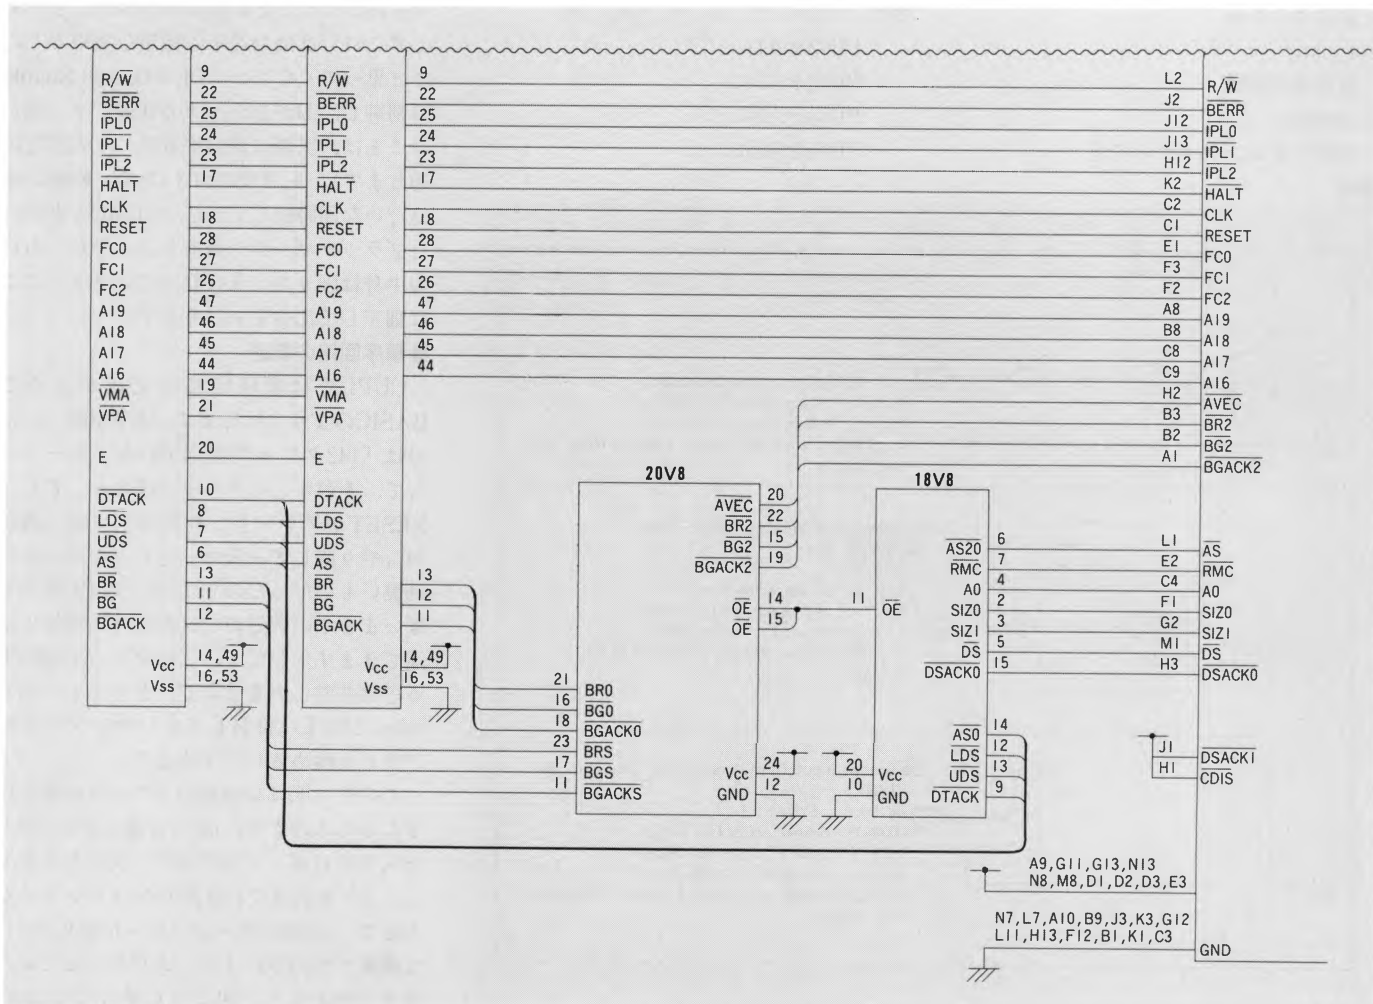 R/W 9
BERR 22
IPL0 25
IPL1 24
IPL2 23
HALT 17
CLK
RESET 18
FC0 28
FC1 27
FC2 26
A19 47
A18 46
A17 45
A16 44
VMA 19
VPA 21
E 20
DTACK 10
LDS 8
UDS 7
AS 6
BR 13
BG 11
BGACK 12
Vcc 14,49
Vss 16,53
R/W 9
BERR 22
IPL0 25
IPL1 24
IPL2 23
HALT 17
CLK
RESET 18
FC0 28
FC1 27
FC2 26
A19 47
A18 46
A17 45
A16 44
VMA
VPA
E
DTACK
LDS
UDS
AS
BR 13
BG 12
BGACK 11
Vcc 14,49
Vss 16,53
20V8
AVEC 20
BR2 22
BG2 15
BGACK2 19
OE 14
OE 15
21 BR0
16 BG0
18 BGACK0
23 BRS
17 BGS
11 BGACKS
Vcc 24
GND 12
18V8
11 OE
AS20 6
RMC 7
A0 4
SIZ0 2
SIZ1 3
DS 5
DSACK0 15
AS0 14
LDS 12
UDS 13
DTACK 9
20 Vcc
10 GND
L2 R/W
J2 BERR
J12 IPL0
J13 IPL1
H12 IPL2
K2 HALT
C2 CLK
C1 RESET
E1 FC0
F3 FC1
F2 FC2
A8 A19
B8 A18
C8 A17
C9 A16
H2 AVEC
B3 BR2
B2 BG2
A1 BGACK2
L1 AS
E2 RMC
C4 A0
F1 SIZ0
G2 SIZ1
M1 DS
H3 DSACK0
J1 DSACK1
H1 CDIS
A9,G11,G13,N13
N8,M8,D1,D2,D3,E3
N7,L7,A10,B9,J3,K3,G12
L11,H13,F12,B1,K1,C3 GND